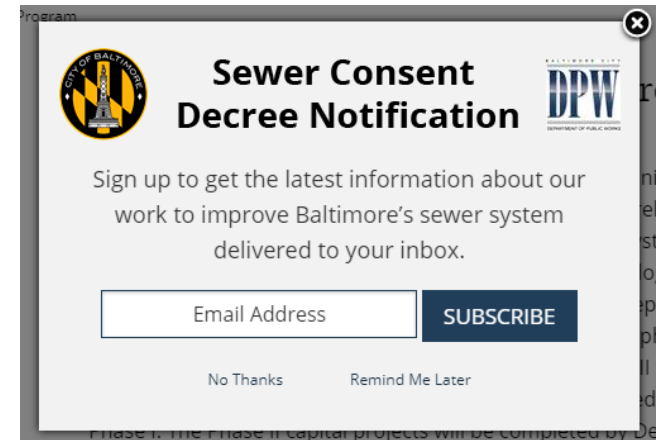 Program
CITY OF BALTIMORE
Sewer Consent
Decree Notification
BALTIMORE CITY
DPW
DEPARTMENT OF PUBLIC WORKS
Sign up to get the latest information about our
work to improve Baltimore's sewer system
delivered to your inbox.
Email Address
SUBSCRIBE
No Thanks
Remind Me Later
Phase I. The Phase II capital projects will be completed by De